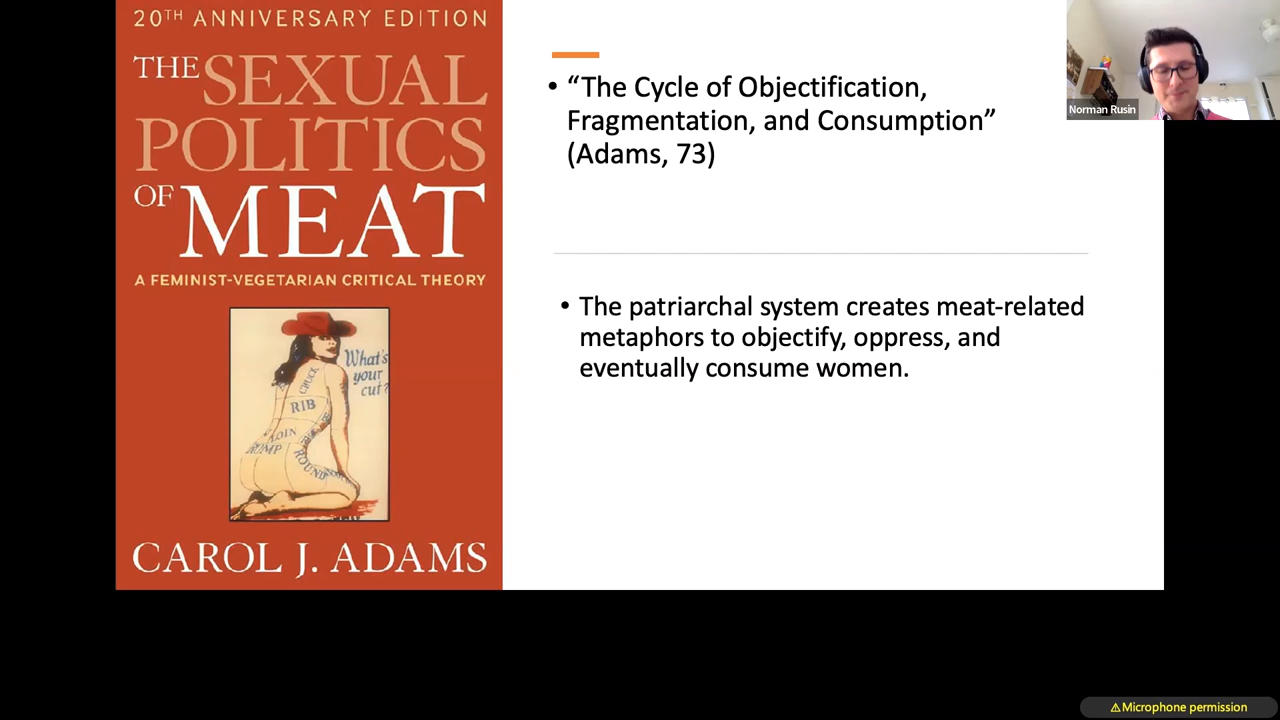 20TH ANNIVERSARY EDITION
THE SEXUAL
POLITICS
OF MEAT
A FEMINIST-VEGETARIAN CRITICAL THEORY
What's
your
cut?
CHUCK
RIB
LOIN
RUMP
ROUND
CAROL J. ADAMS
• “The Cycle of Objectification,
Fragmentation, and Consumption”
(Adams, 73)
• The patriarchal system creates meat-related
metaphors to objectify, oppress, and
eventually consume women.
Norman Rusin
⚠Microphone permission